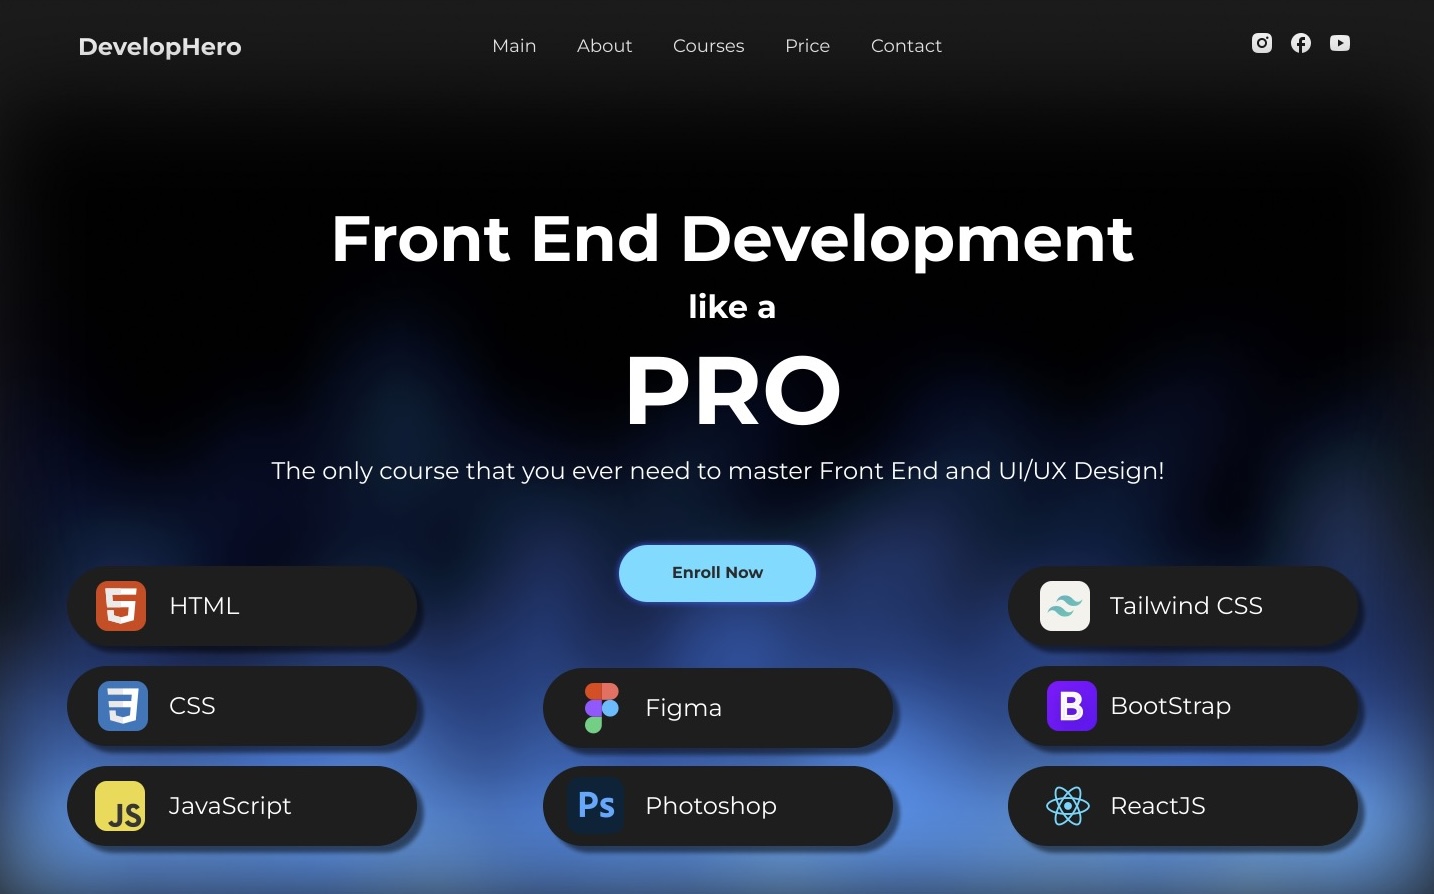 DevelopHero
Main About Courses Price Contact
Front End Development
like a
PRO
The only course that you ever need to master Front End and UI/UX Design!
Enroll Now
HTML
Tailwind CSS
CSS
Figma
B BootStrap
JS JavaScript
Ps Photoshop
ReactJS